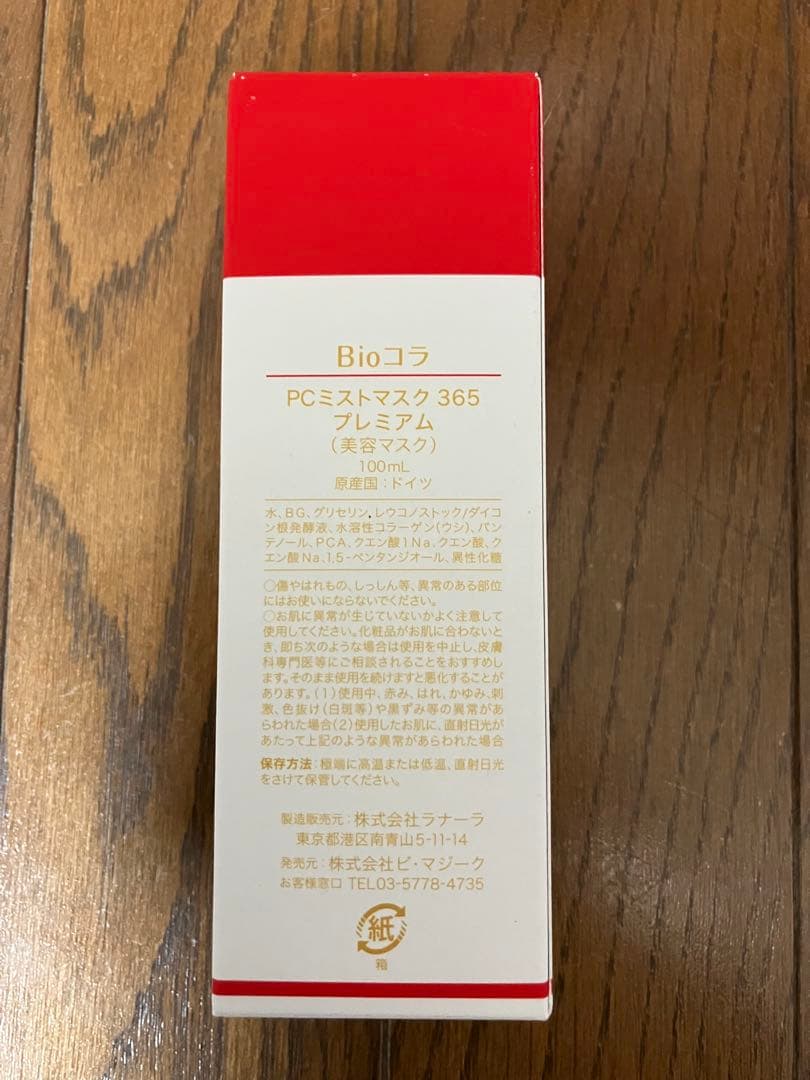 Bioコラ
PCミストマスク 365
プレミアム
(美容マスク)
100mL
原産国:ドイツ
水、BG、グリセリン、レウコノストック/ダイコ
ン根発酵液、水溶性コラーゲン(ウシ)、パン
テノール、PCA、クエン酸1Na、クエン酸、ク
エン酸Na、1,5-ペンタンジオール、異性化糖
○傷やはれもの、しっしん等、異常のある部位
にはお使いにならないでください。
○お肌に異常が生じていないかよく注意して
使用してください。化粧品がお肌に合わないと
き、即ち次のような場合は使用を中止し、皮膚
科専門医等にご相談されることをおすすめし
ます。そのまま使用を続けますと悪化することが
あります。(1)使用中、赤み、はれ、かゆみ、刺
激、色抜け(白斑等)や黒ずみ等の異常があ
らわれた場合(2)使用したお肌に、直射日光が
あたって上記のような異常があらわれた場合
保存方法:極端に高温または低温、直射日光
をさけて保管してください。
製造販売元:株式会社ラナーラ
東京都港区南青山5-11-14
発売元:株式会社ビ・マジーク
お客様窓口 TEL03-5778-4735
紙
箱